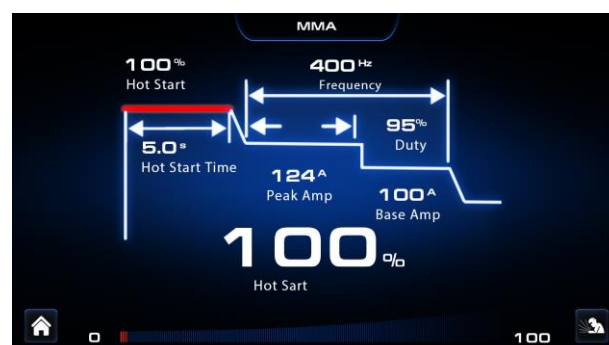 MMA
100%
Hot Start
400Hz
Frequency
95%
Duty
5.0s
Hot Start Time
124A
Peak Amp
100A
Base Amp
100%
Hot Sart
0
100